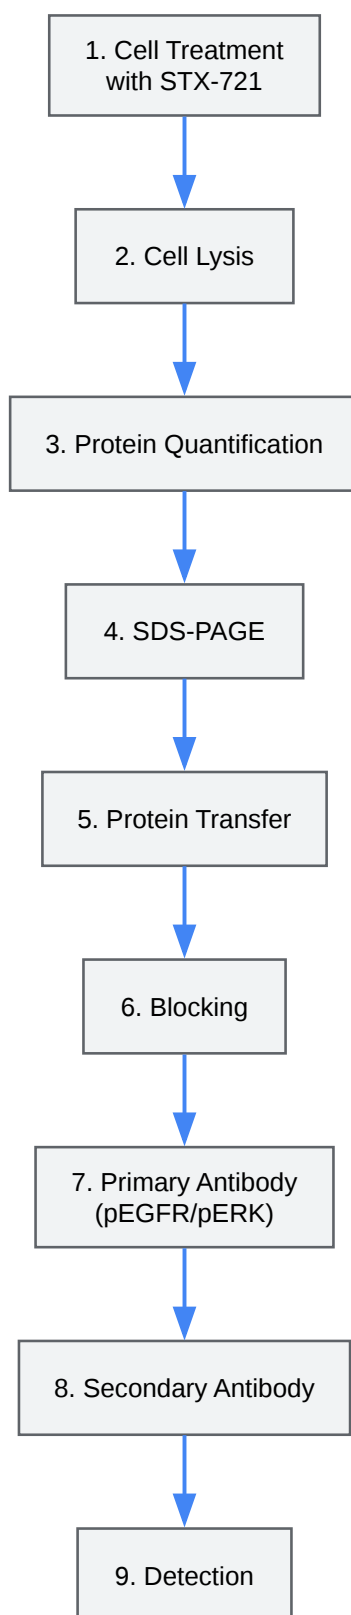 1. Cell Treatment
with STX-721
2. Cell Lysis
3. Protein Quantification
4. SDS-PAGE
5. Protein Transfer
6. Blocking
7. Primary Antibody
(pEGFR/pERK)
8. Secondary Antibody
9. Detection